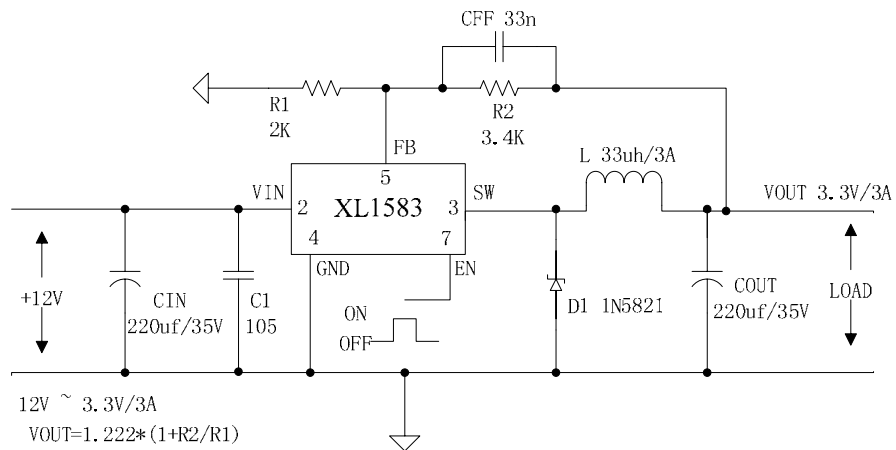 CFF 33n
R1
2K
R2
3.4K
FB
5
L 33uh/3A
VIN
SW
VOUT 3.3V/3A
2
XL1583
3
4
7
GND
EN
+12V
CIN
220uf/35V
C1
105
ON
OFF
D1 1N5821
COUT
220uf/35V
LOAD
12V ~ 3.3V/3A
VOUT=1.222*(1+R2/R1)